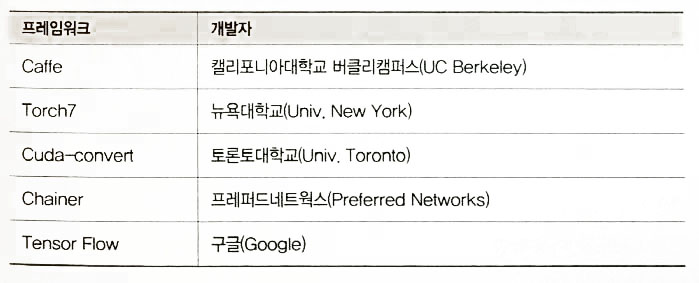 프레임워크 개발자
Caffe 캘리포니아대학교 버클리캠퍼스(UC Berkeley)
Torch7 뉴욕대학교(Univ. New York)
Cuda-convert 토론토대학교(Univ. Toronto)
Chainer 프레퍼드네트웍스(Preferred Networks)
Tensor Flow 구글(Google)